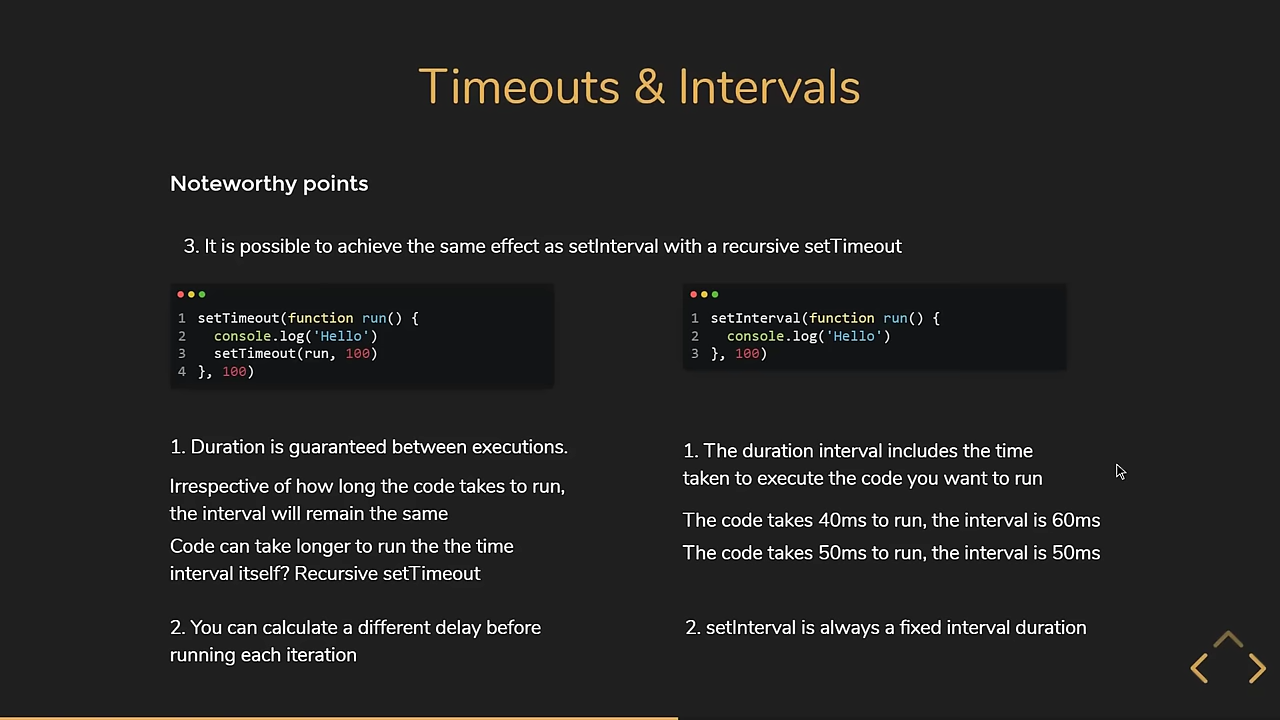 Timeouts & Intervals
Noteworthy points
3. It is possible to achieve the same effect as setInterval with a recursive setTimeout
1 setTimeout(function run() {
2   console.log('Hello')
3   setTimeout(run, 100)
4 }, 100)
1. Duration is guaranteed between executions.
Irrespective of how long the code takes to run,
the interval will remain the same
Code can take longer to run the the time
interval itself? Recursive setTimeout
2. You can calculate a different delay before
running each iteration
1 setInterval(function run() {
2   console.log('Hello')
3 }, 100)
1. The duration interval includes the time
taken to execute the code you want to run
The code takes 40ms to run, the interval is 60ms
The code takes 50ms to run, the interval is 50ms
2. setInterval is always a fixed interval duration